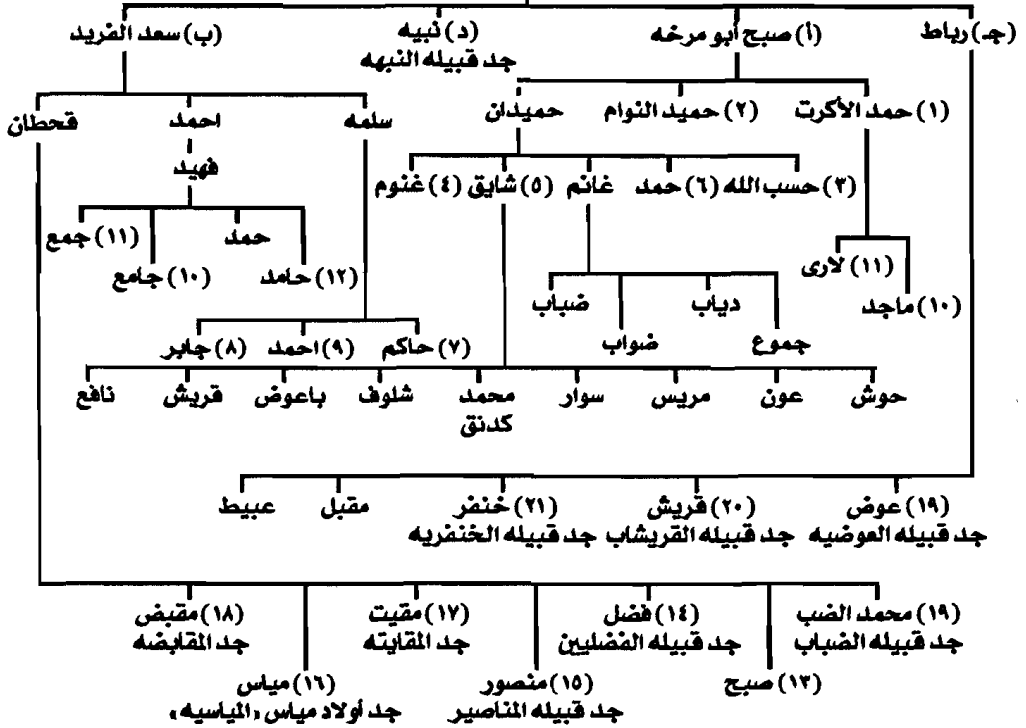 (جـ) رباط (أ) صبح أبو مرخه (د) نبيه (ب) سعد الفريد
جد قبيله النبهه
(١) حمد الأكرت (٢) حميد النوام حميدان سلمه احمد قحطان
فهيد
(٣) حسب الله (٦) حمد غانم (٥) شايق (٤) غنوم
(١١) لارى حمد (١١) جمع
(١٠) ماجد (١٢) حامد (١٠) جامع
دياب ضباب
جموع ضواب
(٧) حاكم (٩) احمد (٨) جابر
حوش عون مريس سوار محمد شلوف باعوض قريش نافع
كدنق
(١٩) عوض (٢٠) قريش (٢١) خنفر مقبل عبيط
جد قبيله العوضيه جد قبيله القريشاب جد قبيله الخنفريه
(١٩) محمد الضب (١٤) فضل (١٧) مقيت (١٨) مقبض
جد قبيله الضباب جد قبيله الفضليين جد المقايته جد المقابضه
(١٣) صبح (١٥) منصور (١٦) مياس
جد قبيله المناصير جد أولاد مياس «المياسيه»